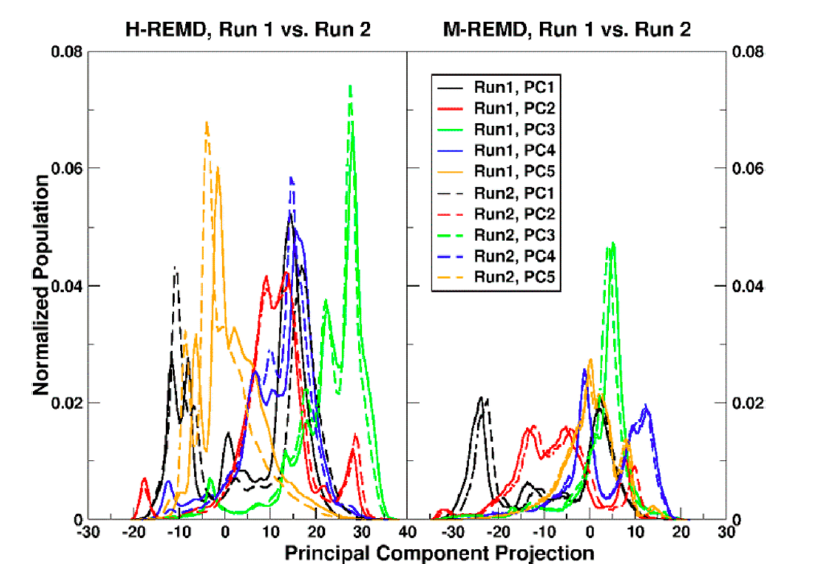 H-REMD, Run 1 vs. Run 2
M-REMD, Run 1 vs. Run 2
0.08
0.06
0.04
0.02
0
Normalized Population
Run1, PC1
Run1, PC2
Run1, PC3
Run1, PC4
Run1, PC5
Run2, PC1
Run2, PC2
Run2, PC3
Run2, PC4
Run2, PC5
0.08
0.06
0.04
0.02
0
-30 -20 -10 0 10 20 30 40 -30 -20 -10 0 10 20 30
Principal Component Projection